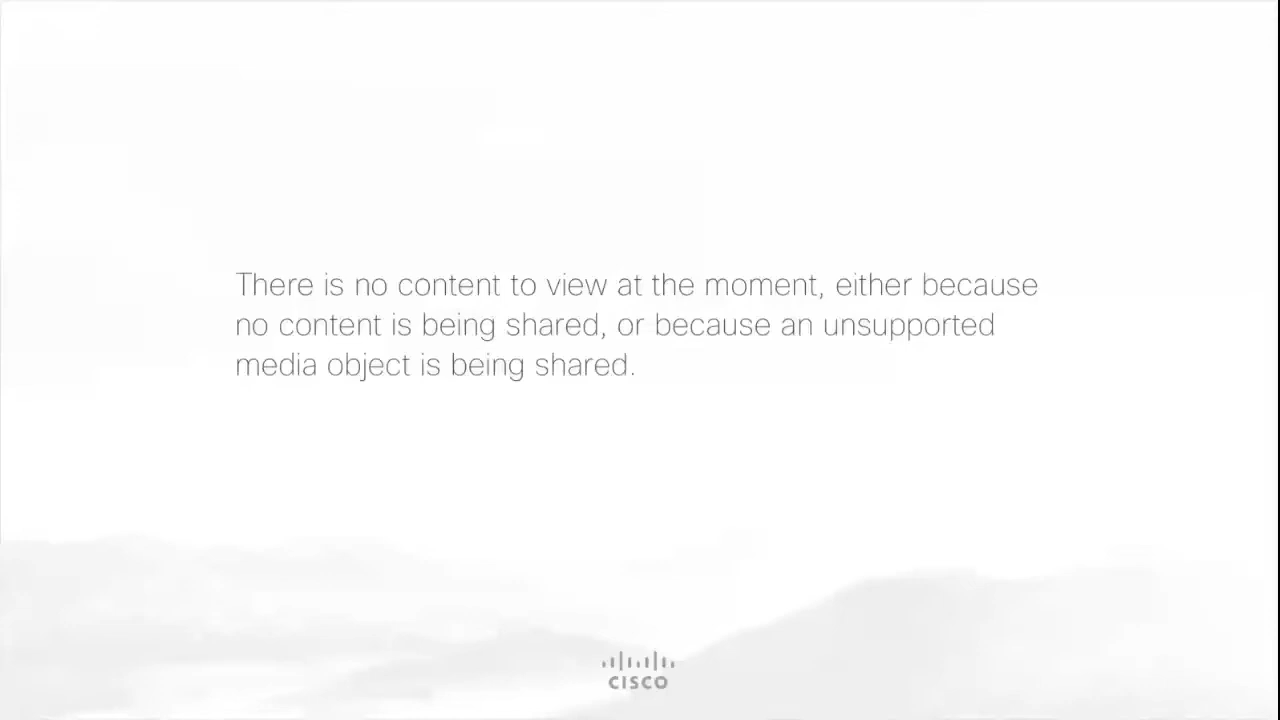 There is no content to view at the moment, either because
no content is being shared, or because an unsupported
media object is being shared.
CISCO